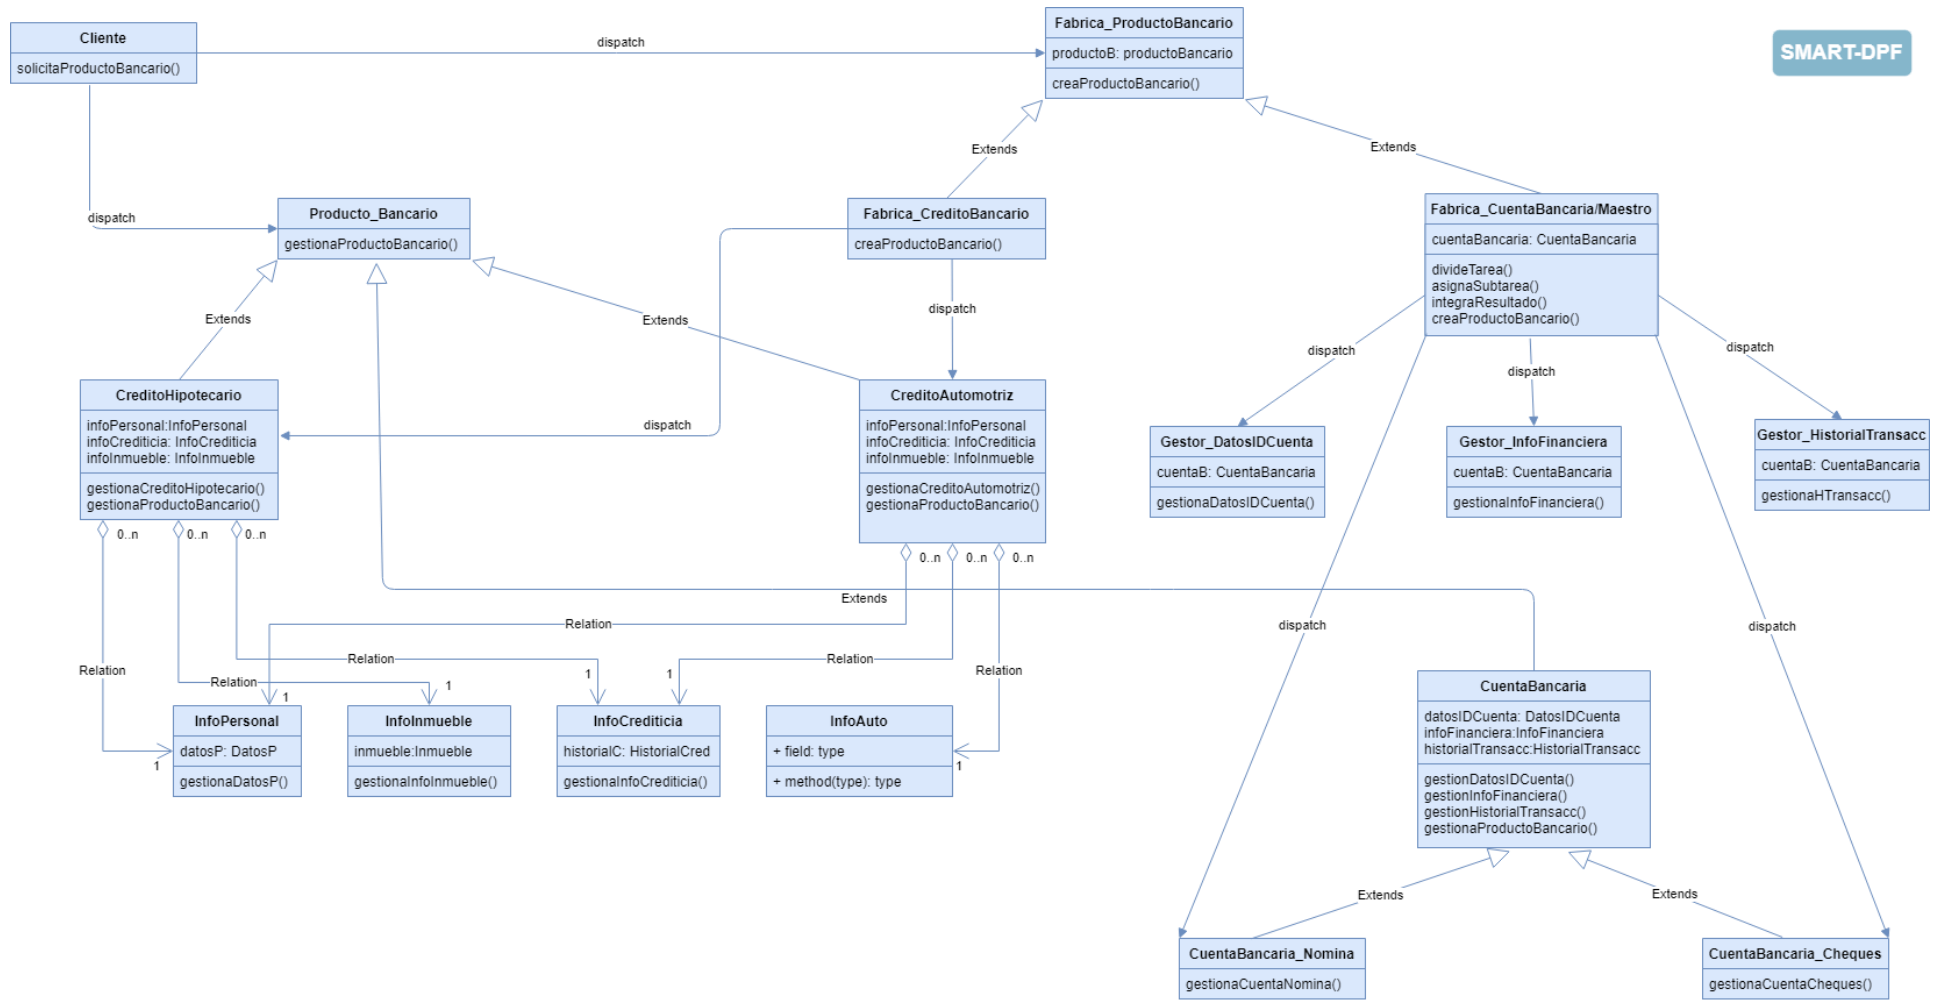 Cliente
solicitaProductoBancario()
dispatch
Fabrica_ProductoBancario
productoB: productoBancario
creaProductoBancario()
SMART-DPF
Extends
Extends
dispatch
Producto_Bancario
gestionaProductoBancario()
Fabrica_CreditoBancario
creaProductoBancario()
Fabrica_CuentaBancaria/Maestro
cuentaBancaria: CuentaBancaria
divideTarea()
asignaSubtarea()
integraResultado()
creaProductoBancario()
Extends
Extends
dispatch
dispatch
dispatch
dispatch
dispatch
CreditoHipotecario
infoPersonal:InfoPersonal
infoCrediticia: InfoCrediticia
infoInmueble: InfoInmueble
gestionaCreditoHipotecario()
gestionaProductoBancario()
CreditoAutomotriz
infoPersonal:InfoPersonal
infoCrediticia: InfoCrediticia
infoInmueble: InfoInmueble
gestionaCreditoAutomotriz()
gestionaProductoBancario()
Gestor_DatosIDCuenta
cuentaB: CuentaBancaria
gestionaDatosIDCuenta()
Gestor_InfoFinanciera
cuentaB: CuentaBancaria
gestionaInfoFinanciera()
Gestor_HistorialTransacc
cuentaB: CuentaBancaria
gestionaHTransacc()
0..n
0..n
0..n
0..n
0..n
0..n
Extends
Relation
dispatch
dispatch
Relation
Relation
Relation
Relation
Relation
1
1
1
1
1
1
InfoPersonal
datosP: DatosP
gestionaDatosP()
InfoInmueble
inmueble:Inmueble
gestionaInfoInmueble()
InfoCrediticia
historialC: HistorialCred
gestionaInfoCrediticia()
InfoAuto
+ field: type
+ method(type): type
CuentaBancaria
datosIDCuenta: DatosIDCuenta
infoFinanciera:InfoFinanciera
historialTransacc:HistorialTransacc
gestionDatosIDCuenta()
gestionInfoFinanciera()
gestionHistorialTransacc()
gestionaProductoBancario()
Extends
Extends
CuentaBancaria_Nomina
gestionaCuentaNomina()
CuentaBancaria_Cheques
gestionaCuentaCheques()